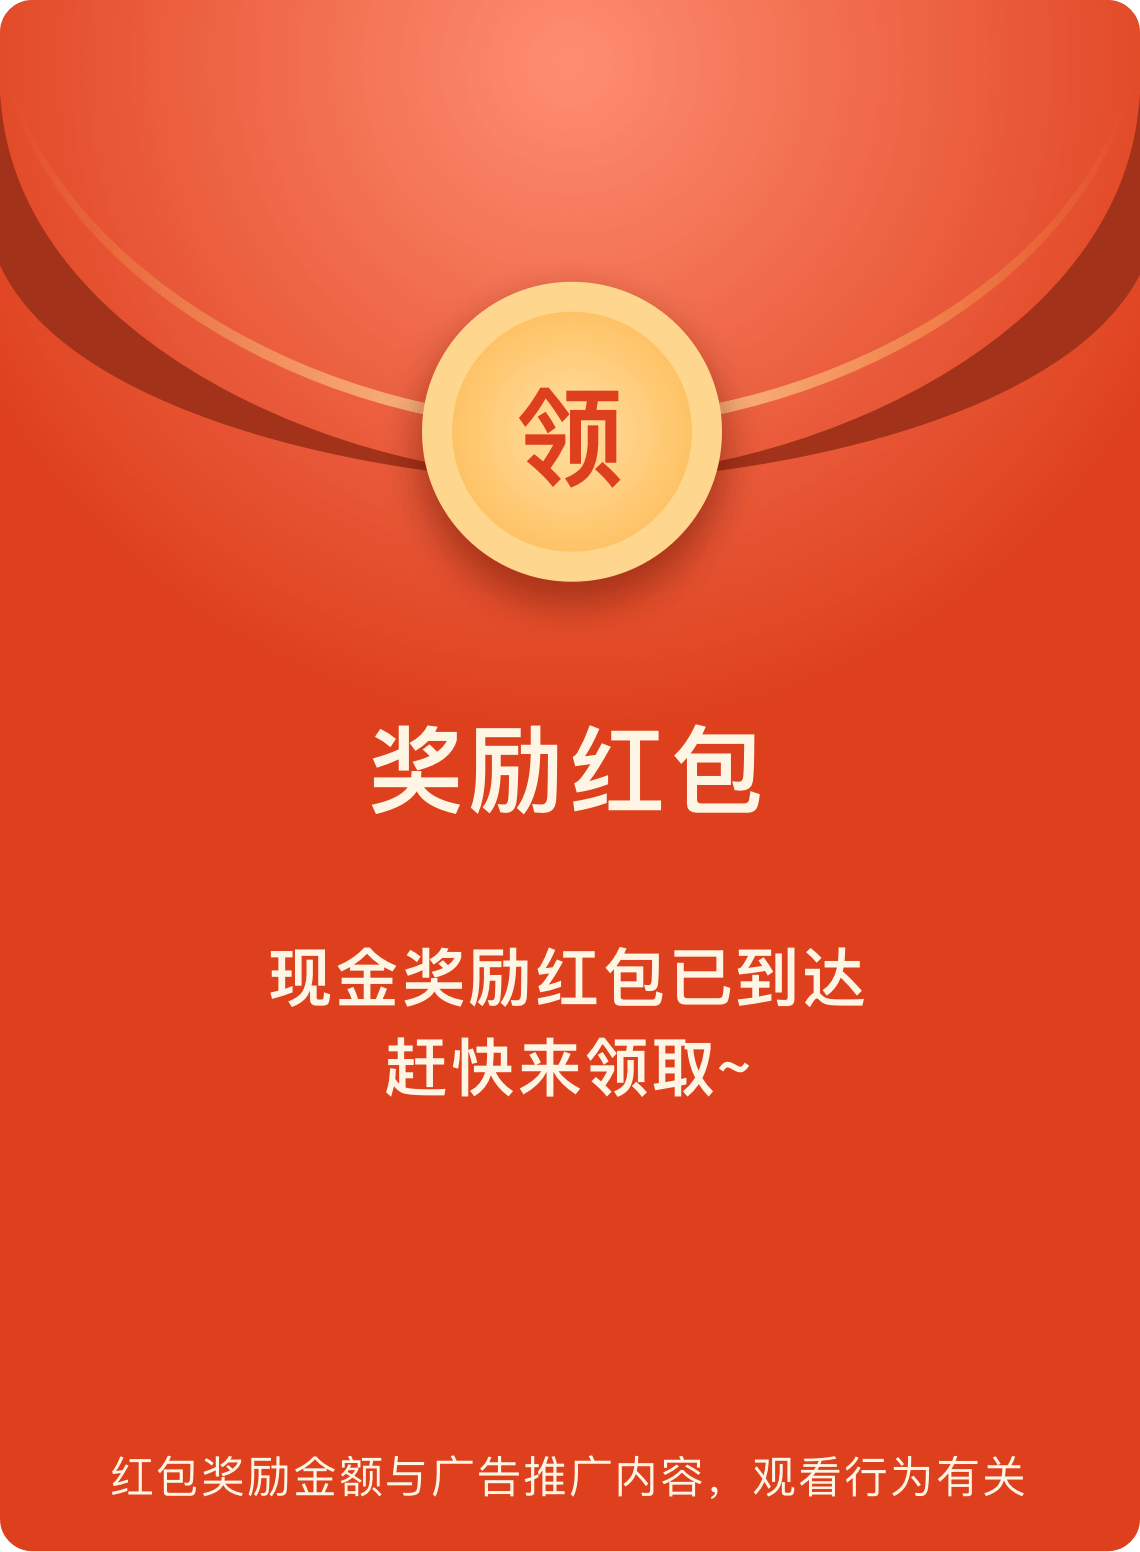 领
奖励红包
现金奖励红包已到达
赶快来领取~
红包奖励金额与广告推广内容，观看行为有关